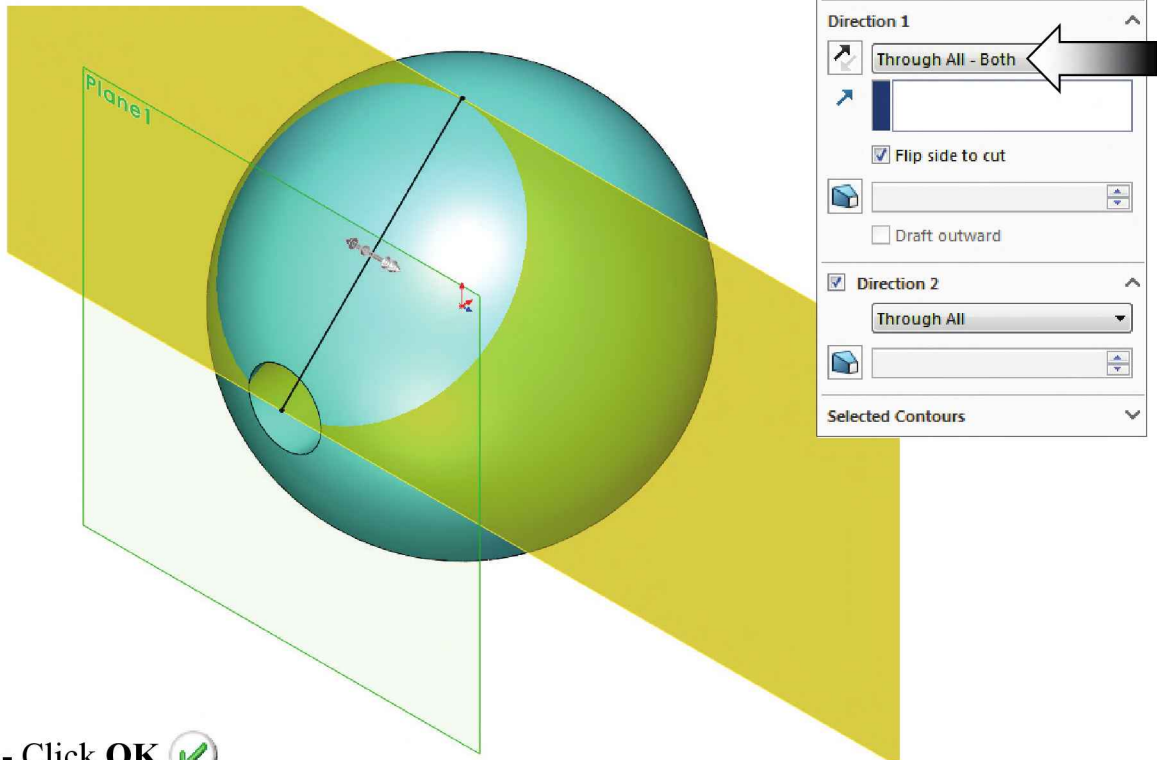 Plane1
Direction 1
Through All - Both
Flip side to cut
Draft outward
Direction 2
Through All
Selected Contours
- Click OK